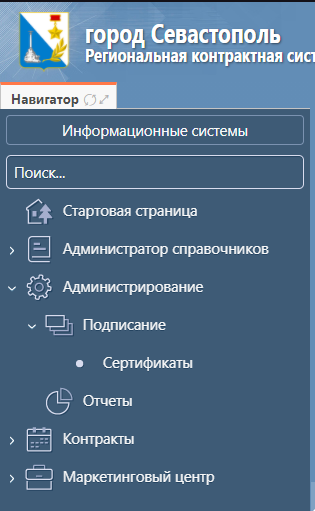 город Севастополь
Региональная контрактная сис
Навигатор
Информационные системы
Поиск...
Стартовая страница
Администратор справочников
Администрирование
Подписание
Сертификаты
Отчеты
Контракты
Маркетинговый центр